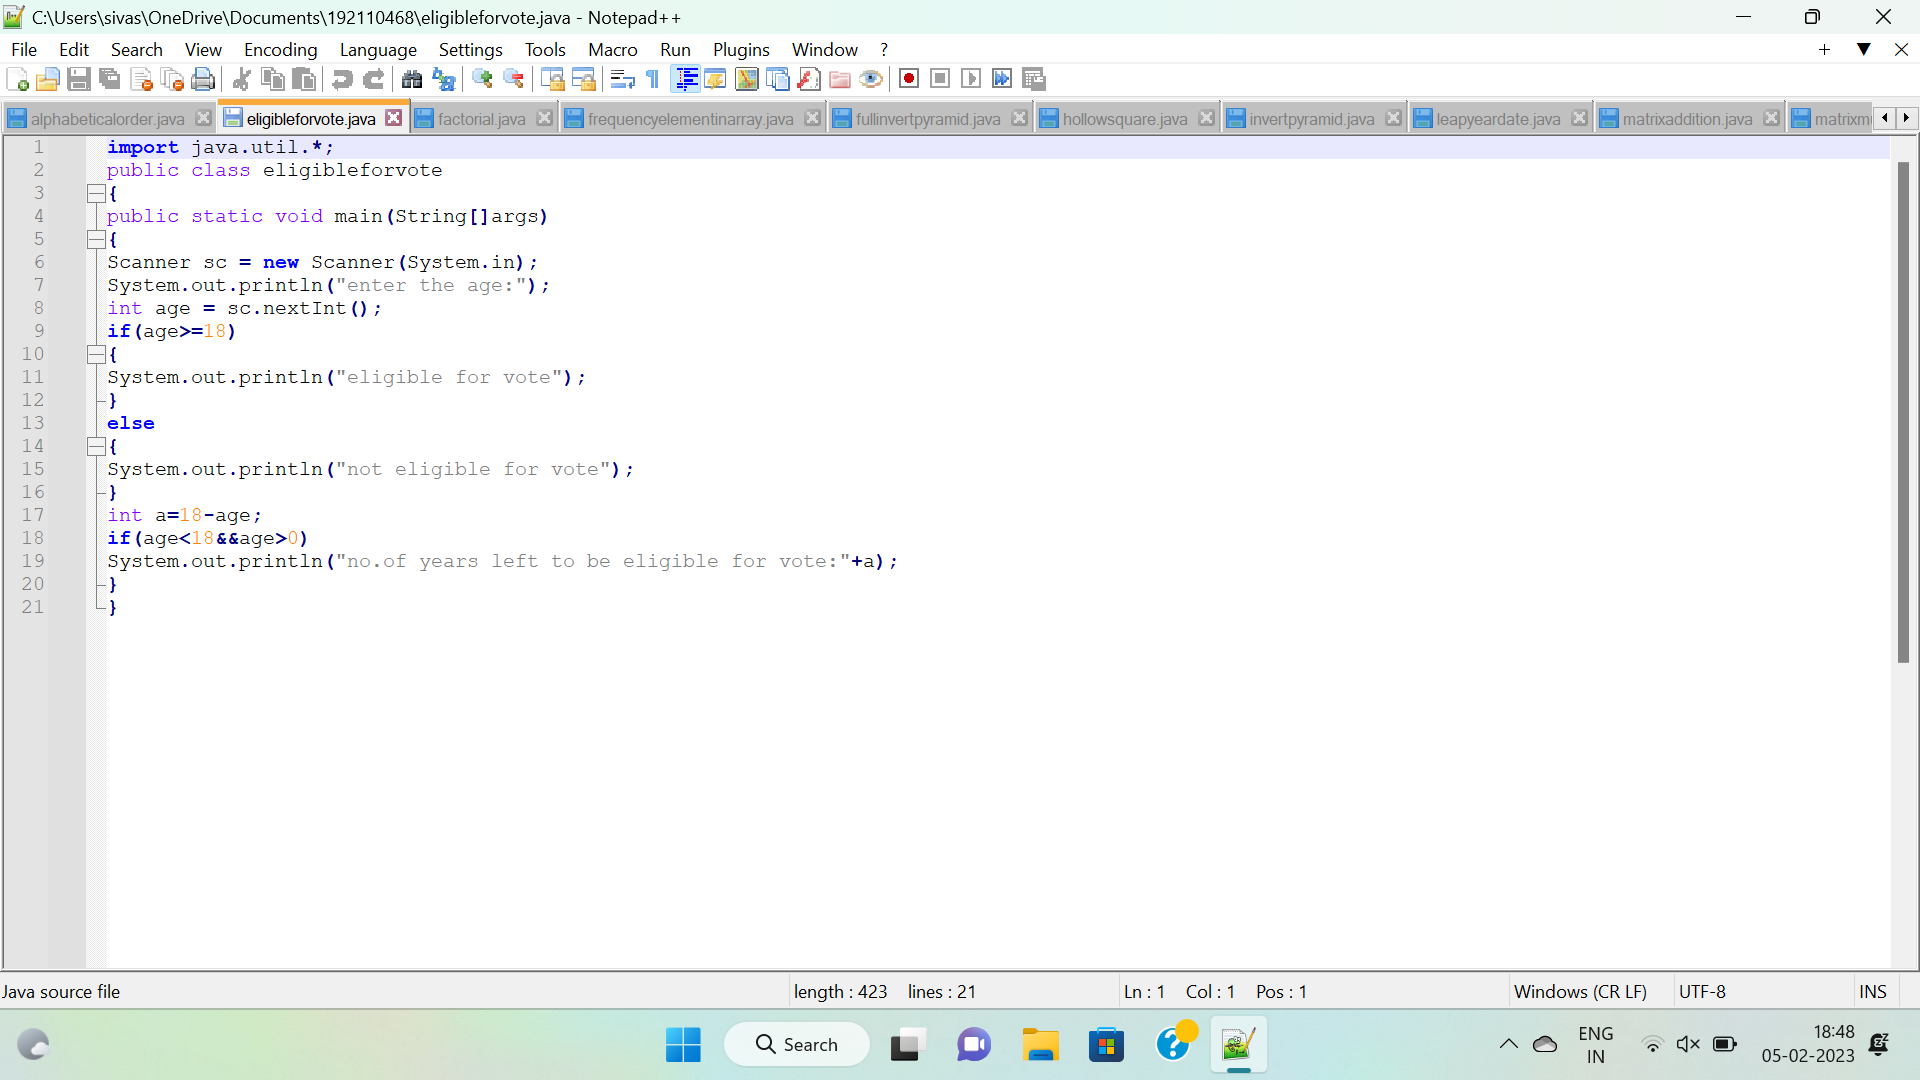 C:\Users\sivas\OneDrive\Documents\192110468\eligibleforvote.java - Notepad++
File Edit Search View Encoding Language Settings Tools Macro Run Plugins Window ?
alphabeticalorder.java eligibleforvote.java factorial.java frequencyelementinarray.java fullinvertpyramid.java hollowsquare.java invertpyramid.java leapyeardate.java matrixaddition.java
1 import java.util.*;
2 public class eligibleforvote
3 {
4 public static void main(String[]args)
5 {
6 Scanner sc = new Scanner(System.in);
7 System.out.println("enter the age:");
8 int age = sc.nextInt();
9 if(age>=18)
10 {
11 System.out.println("eligible for vote");
12 }
13 else
14 {
15 System.out.println("not eligible for vote");
16 }
17 int a=18-age;
18 if(age<18&&age>0)
19 System.out.println("no.of years left to be eligible for vote:"+a);
20 }
21 }
Java source file length : 423 lines : 21 Ln : 1 Col : 1 Pos : 1 Windows (CR LF) UTF-8 INS
Search ENG 18:48
IN 05-02-2023